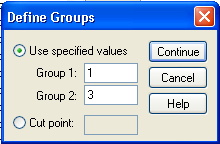 Define Groups
Use specified values
Continue
Group 1: 1
Cancel
Group 2: 3
Help
Cut point: